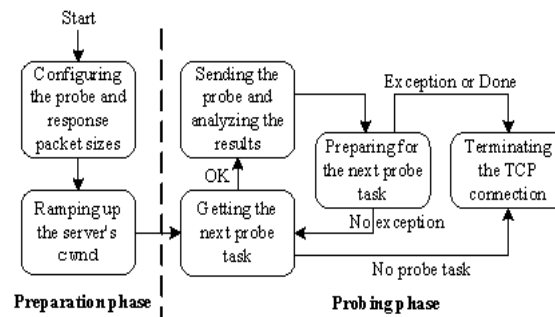 Start
Configuring
the probe and
response
packet sizes
Ramping up
the server's
cwnd
Preparation phase
Sending the
probe and
analyzing the
results
OK
Getting the
next probe
task
Exception or Done
Preparing for
the next probe
task
No exception
Terminating
the TCP
connection
No probe task
Probing phase